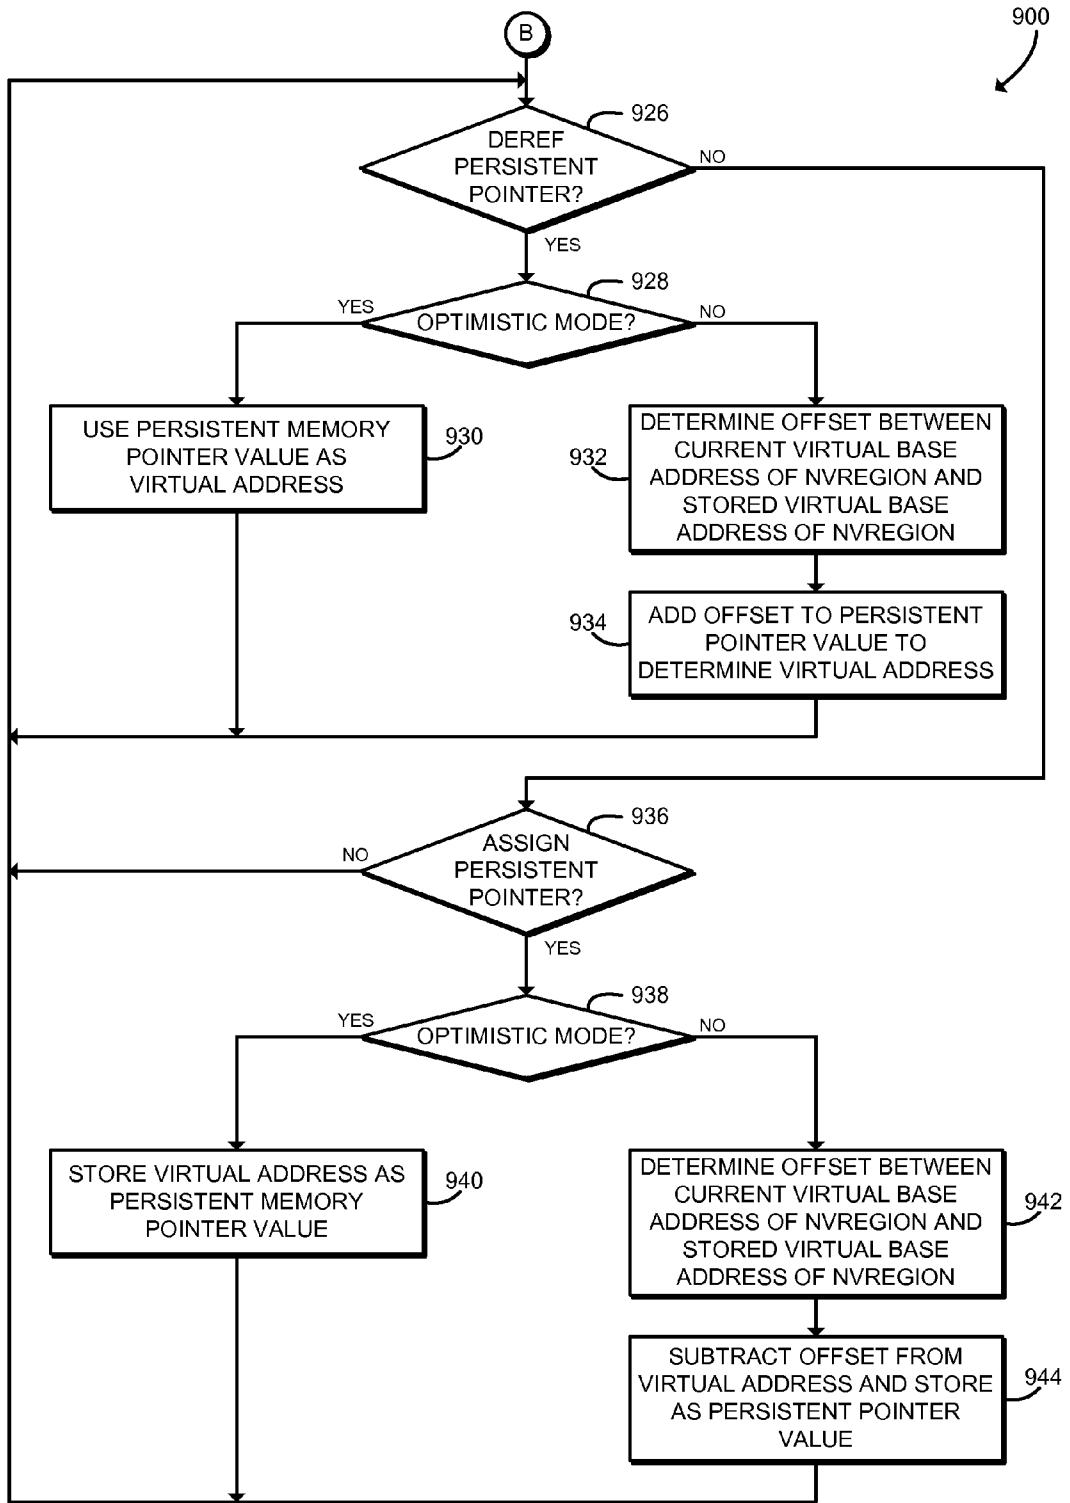 B
900
926
DEREF
PERSISTENT
POINTER?
NO
YES
928
YES
OPTIMISTIC MODE?
NO
USE PERSISTENT MEMORY
POINTER VALUE AS
VIRTUAL ADDRESS
930
932
DETERMINE OFFSET BETWEEN
CURRENT VIRTUAL BASE
ADDRESS OF NVREGION AND
STORED VIRTUAL BASE
ADDRESS OF NVREGION
934
ADD OFFSET TO PERSISTENT
POINTER VALUE TO
DETERMINE VIRTUAL ADDRESS
936
NO
ASSIGN
PERSISTENT
POINTER?
YES
938
YES
OPTIMISTIC MODE?
NO
STORE VIRTUAL ADDRESS AS
PERSISTENT MEMORY
POINTER VALUE
940
DETERMINE OFFSET BETWEEN
CURRENT VIRTUAL BASE
ADDRESS OF NVREGION AND
STORED VIRTUAL BASE
ADDRESS OF NVREGION
942
SUBTRACT OFFSET FROM
VIRTUAL ADDRESS AND STORE
AS PERSISTENT POINTER
VALUE
944